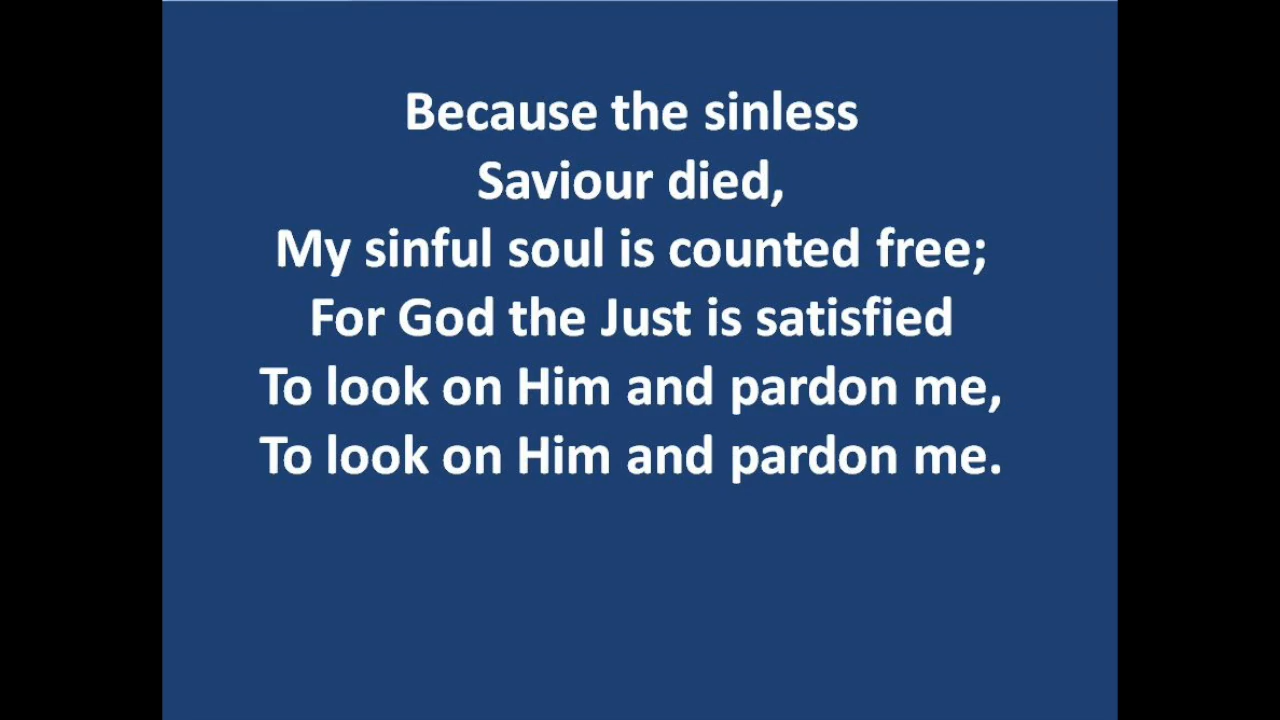 Because the sinless
Saviour died,
My sinful soul is counted free;
For God the Just is satisfied
To look on Him and pardon me,
To look on Him and pardon me.